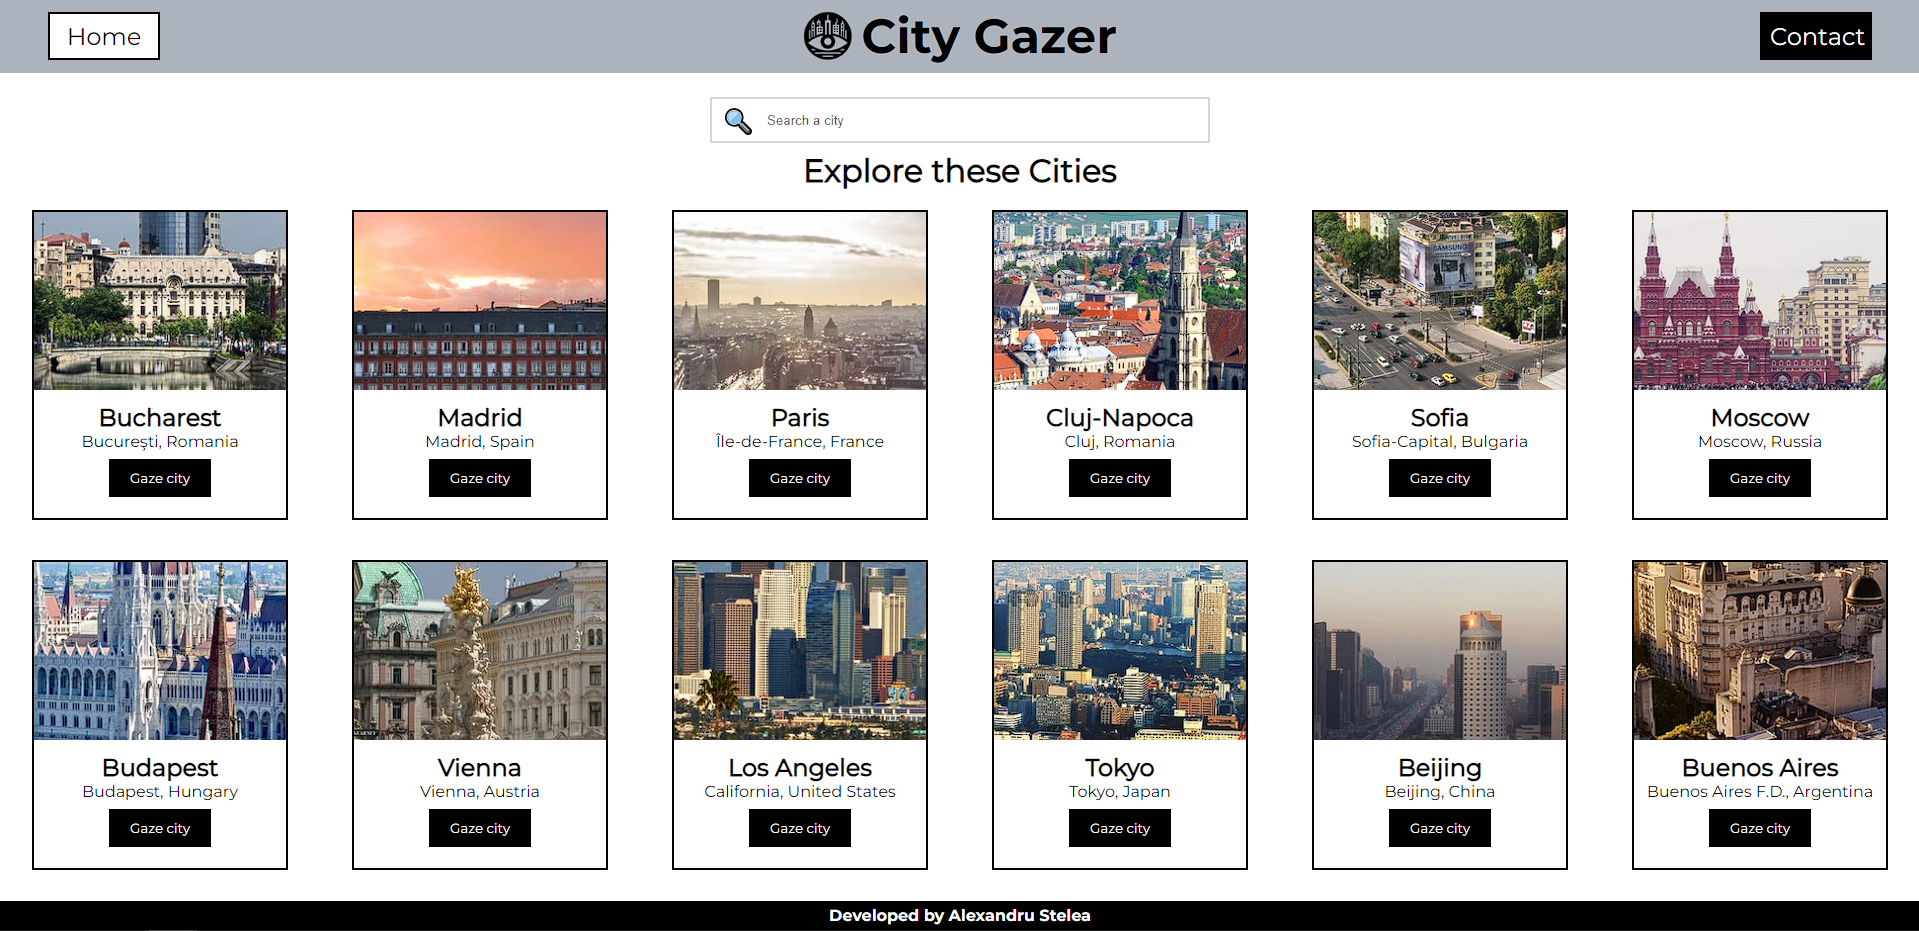 Home
City Gazer
Contact
Search a city
Explore these Cities
SAMSUNG
Bucharest
Madrid
Paris
Cluj-Napoca
Sofia
Moscow
Bucureşti, Romania
Madrid, Spain
Île-de-France, France
Cluj, Romania
Sofia-Capital, Bulgaria
Moscow, Russia
Gaze city
Gaze city
Gaze city
Gaze city
Gaze city
Gaze city
Budapest
Vienna
Los Angeles
Tokyo
Beijing
Buenos Aires
Budapest, Hungary
Vienna, Austria
California, United States
Tokyo, Japan
Beijing, China
Buenos Aires F.D., Argentina
Gaze city
Gaze city
Gaze city
Gaze city
Gaze city
Gaze city
Developed by Alexandru Stelea